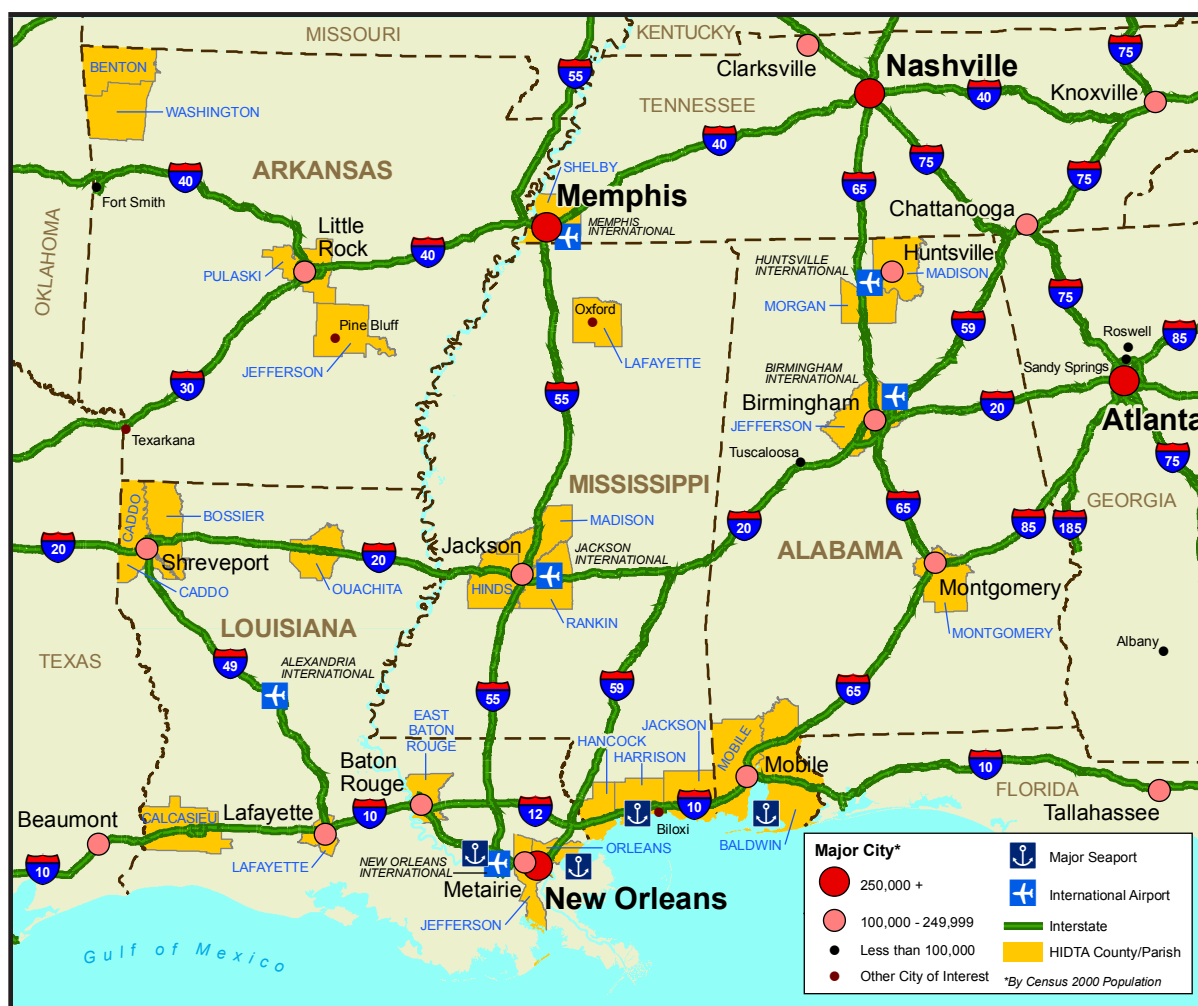 MISSOURI
KENTUCKY
BENTON
WASHINGTON
55
Clarksville
Nashville
75
TENNESSEE
40
Knoxville
40
SHELBY
ARKANSAS
40
Fort Smith
65
75
75
OKLAHOMA
Little
Rock
Memphis
MEMPHIS
INTERNATIONAL
Chattanooga
PULASKI
40
HUNTSVILLE
INTERNATIONAL
Huntsville
MADISON
MORGAN
75
Pine Bluff
JEFFERSON
Oxford
LAFAYETTE
59
Roswell
85
Sandy Springs
30
55
BIRMINGHAM
INTERNATIONAL
Birmingham
JEFFERSON
20
Atlanta
Texarkana
Tuscaloosa
75
MISSISSIPPI
CADDO
BOSSIER
MADISON
65
GEORGIA
20
Shreveport
20
Jackson
JACKSON
INTERNATIONAL
20
ALABAMA
85
185
CADDO
OUACHITA
HINDS
RANKIN
Montgomery
MONTGOMERY
LOUISIANA
TEXAS
49
ALEXANDRIA
INTERNATIONAL
Albany
55
59
65
EAST
BATON
ROUGE
JACKSON
HANCOCK
HARRISON
MOBILE
Baton
Rouge
Mobile
10
FLORIDA
Tallahassee
Beaumont
CALCASIEU
Lafayette
10
12
10
Biloxi
BALDWIN
LAFAYETTE
NEW ORLEANS
INTERNATIONAL
ORLEANS
10
Metairie
New Orleans
JEFFERSON
Gulf of Mexico
Major City*
250,000 +
100,000 - 249,999
Less than 100,000
Other City of Interest
Major Seaport
International Airport
Interstate
HIDTA County/Parish
*By Census 2000 Population